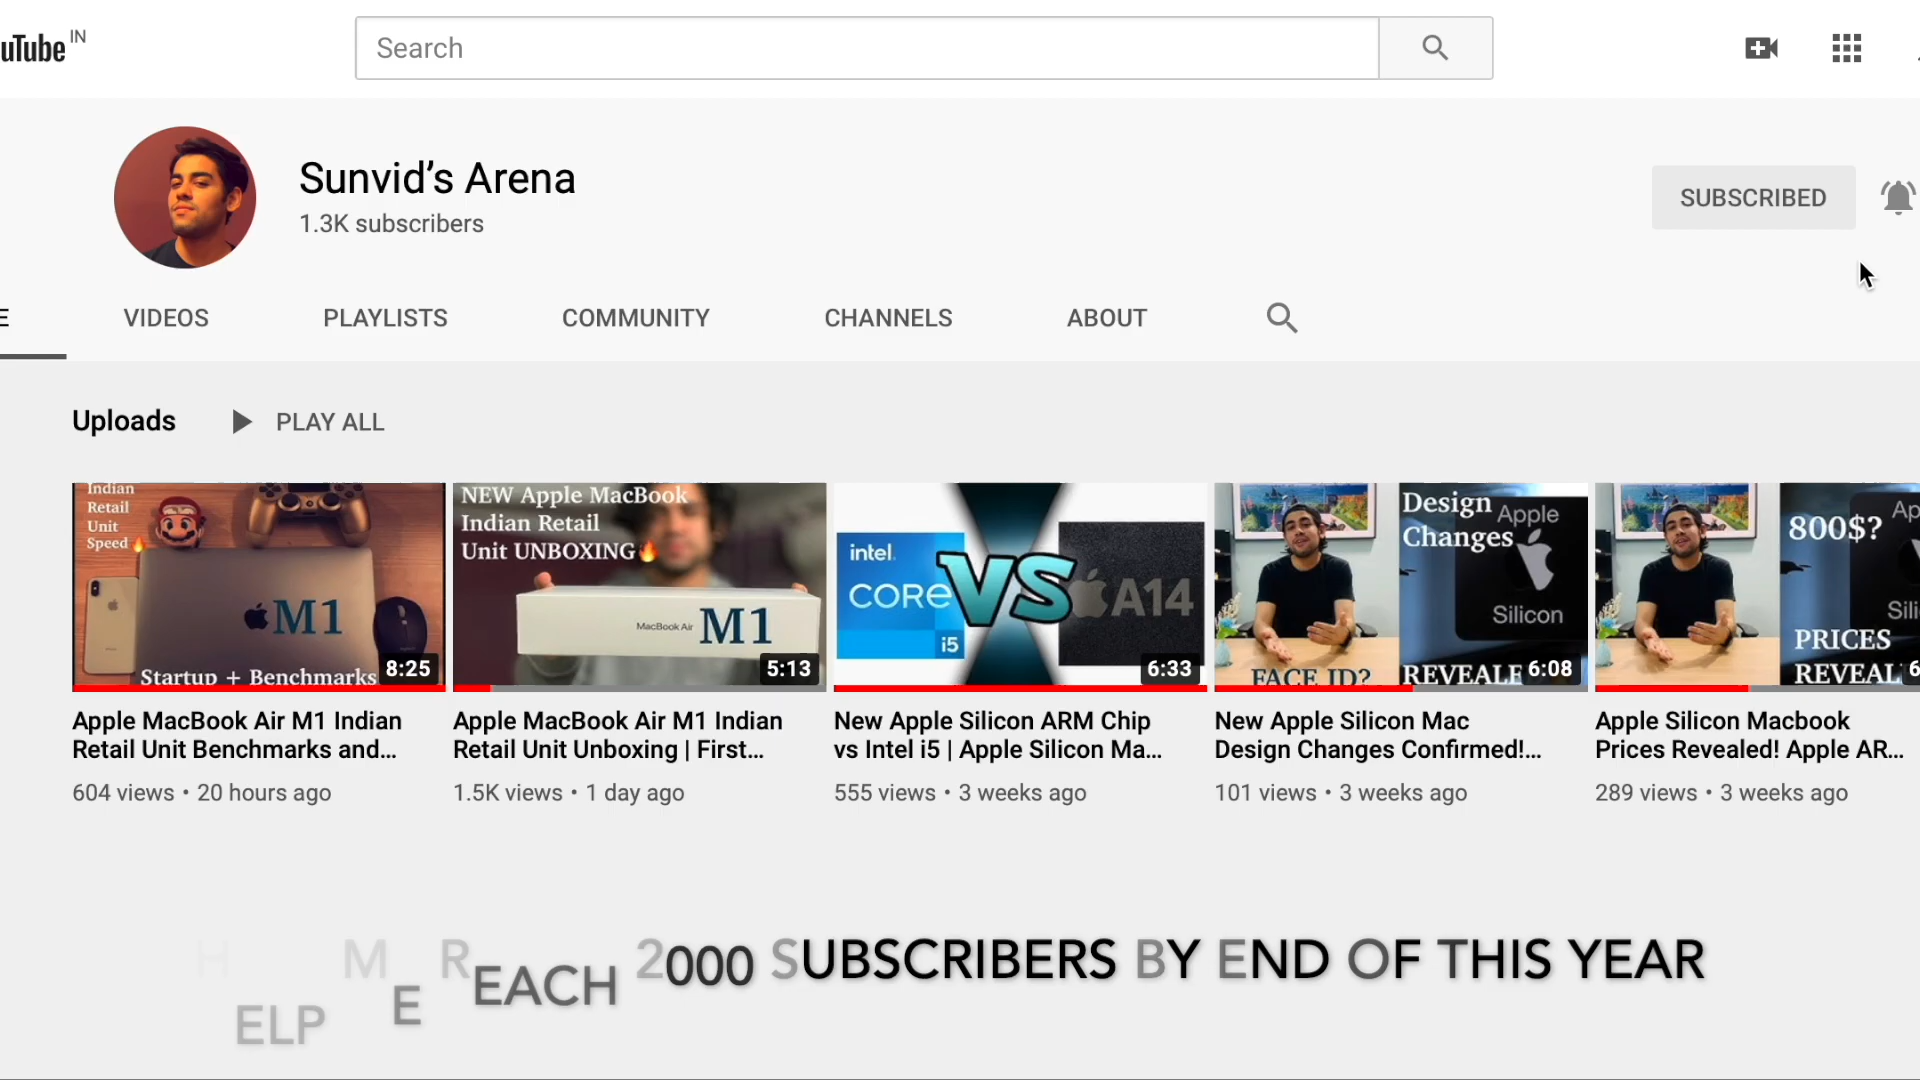 uTube IN
Search
Sunvid’s Arena
1.3K subscribers
SUBSCRIBED
E VIDEOS PLAYLISTS COMMUNITY CHANNELS ABOUT
Uploads PLAY ALL
Indian
Retail
Unit
Speed🔥
M1
Startup + Benchmarks
8:25
NEW Apple MacBook
Indian Retail
Unit UNBOXING🔥
MacBook Air M1
5:13
intel.
CORE
i5
VS
A14
6:33
Design
Changes
Apple
Silicon
FACE ID?
REVEALE
6:08
800$?
Ap
Sili
PRICES
REVEAL
6
Apple MacBook Air M1 Indian
Retail Unit Benchmarks and...
604 views • 20 hours ago
Apple MacBook Air M1 Indian
Retail Unit Unboxing | First...
1.5K views • 1 day ago
New Apple Silicon ARM Chip
vs Intel i5 | Apple Silicon Ma...
555 views • 3 weeks ago
New Apple Silicon Mac
Design Changes Confirmed!...
101 views • 3 weeks ago
Apple Silicon Macbook
Prices Revealed! Apple AR...
289 views • 3 weeks ago
HELP ME REACH 2000 SUBSCRIBERS BY END OF THIS YEAR